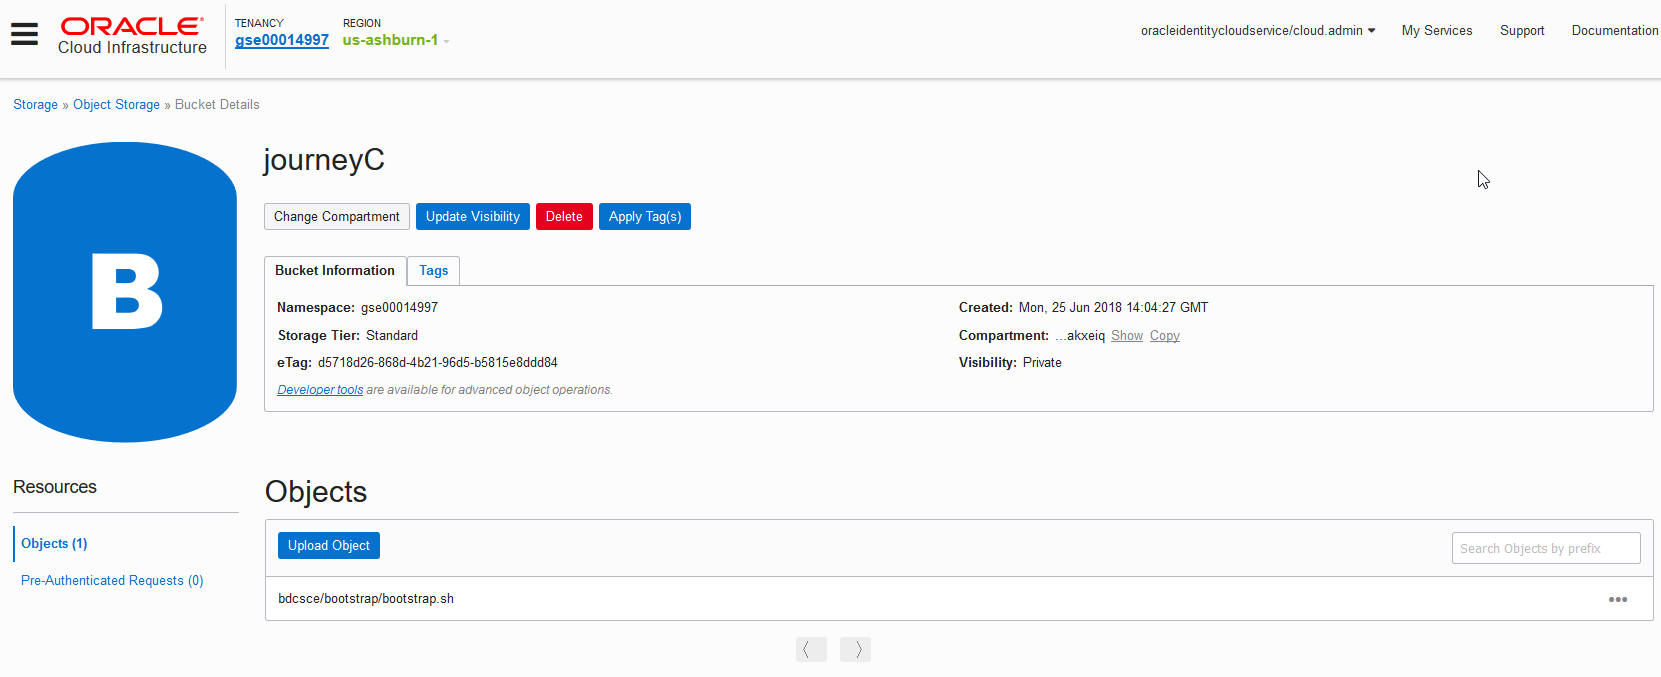 ORACLE
Cloud Infrastructure
TENANCY
gse00014997
REGION
us-ashburn-1
oracleidentitycloudservice/cloud.admin
My Services
Support
Documentation
Storage » Object Storage » Bucket Details
B
journeyC
Change Compartment
Update Visibility
Delete
Apply Tag(s)
Bucket Information
Tags
Namespace: gse00014997
Storage Tier: Standard
eTag: d5718d26-868d-4b21-96d5-b5815e8ddd84
Developer tools are available for advanced object operations.
Created: Mon, 25 Jun 2018 14:04:27 GMT
Compartment: ...akxeiq Show Copy
Visibility: Private
Resources
Objects (1)
Pre-Authenticated Requests (0)
Objects
Upload Object
Search Objects by prefix
bdcsce/bootstrap/bootstrap.sh